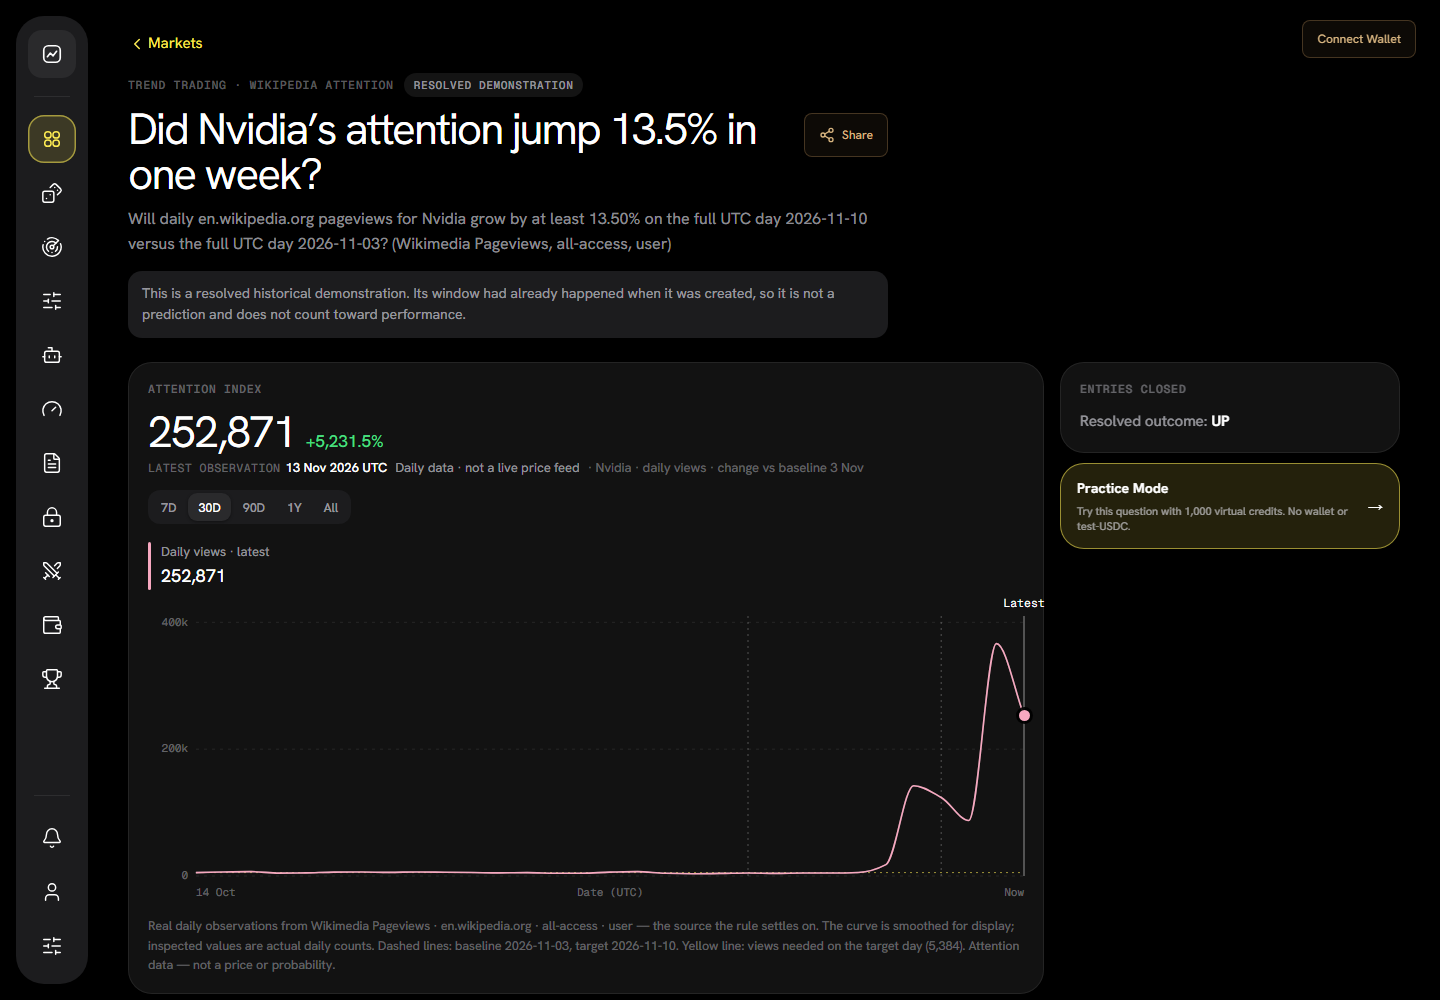 Markets
Connect Wallet
TREND TRADING · WIKIPEDIA ATTENTION
RESOLVED DEMONSTRATION
Did Nvidia’s attention jump 13.5% in
one week?
Share
Will daily en.wikipedia.org pageviews for Nvidia grow by at least 13.50% on the full UTC day 2026-11-10
versus the full UTC day 2026-11-03? (Wikimedia Pageviews, all-access, user)
This is a resolved historical demonstration. Its window had already happened when it was created, so it is not a
prediction and does not count toward performance.
ATTENTION INDEX
252,871 +5,231.5%
LATEST OBSERVATION 13 Nov 2026 UTC Daily data · not a live price feed · Nvidia · daily views · change vs baseline 3 Nov
7D 30D 90D 1Y All
Daily views · latest
252,871
Latest
400k
200k
0
14 Oct
Date (UTC)
Now
Real daily observations from Wikimedia Pageviews · en.wikipedia.org · all-access · user — the source the rule settles on. The curve is smoothed for display;
inspected values are actual daily counts. Dashed lines: baseline 2026-11-03, target 2026-11-10. Yellow line: views needed on the target day (5,384). Attention
data — not a price or probability.
ENTRIES CLOSED
Resolved outcome: UP
Practice Mode
Try this question with 1,000 virtual credits. No wallet or
test-USDC.
→